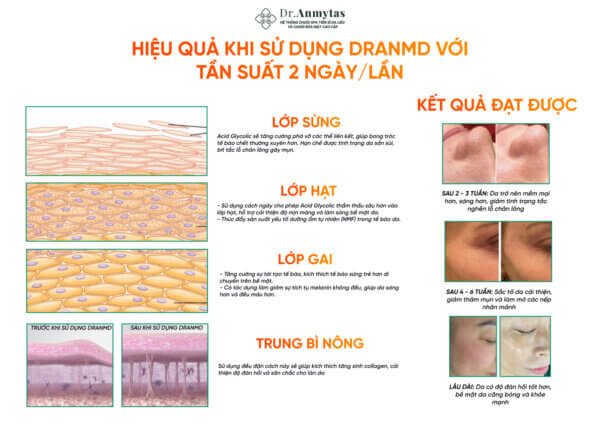 Dr.Anmytas
HỆ THỐNG CHUỖI SPA TIẾN SĨ DA LIỄU
VÀ CHĂM SÓC DA MẶT CAO CẤP
HIỆU QUẢ KHI SỬ DỤNG DRANMD VỚI
TẦN SUẤT 2 NGÀY/LẦN
LỚP SỪNG
Acid Glycolic sẽ tăng cường phá vỡ các thể liên kết, giúp bong tróc
tế bào chết thường xuyên hơn. Hạn chế được tình trạng da sần sùi,
bít tắc lỗ chân lông gây mụn.
LỚP HẠT
- Sử dụng cách ngày cho phép Acid Glycolic thẩm thấu sâu hơn vào
lớp hạt, hỗ trợ cải thiện độ mịn màng và làm sáng bề mặt da.
- Thúc đẩy sản xuất yếu tố dưỡng ẩm tự nhiên (NMF) trong tế bào da.
LỚP GAI
- Tăng cường sự tái tạo tế bào, kích thích tế bào sừng trẻ hơn di
chuyển trên bề mặt.
- Có tác dụng làm giảm sự tích tụ melanin không đều, giúp da sáng
hơn và đều màu hơn.
TRƯỚC KHI SỬ DỤNG DRANMD
SAU KHI SỬ DỤNG DRANMD
TRUNG BÌ NÔNG
Sử dụng đều đặn cách này sẽ giúp kích thích tăng sinh collagen, cải
thiện độ đàn hồi và săn chắc cho làn da
KẾT QUẢ ĐẠT ĐƯỢC
SAU 2 - 3 TUẦN: Da trở nên mềm mại
hơn, sáng hơn, giảm tình trạng tắc
nghẽn lỗ chân lông
SAU 4 - 6 TUẦN: Sắc tố da cải thiện,
giảm thâm mụn và làm mờ các nếp
nhăn mảnh
LÂU DÀI: Da có độ đàn hồi tốt hơn,
bề mặt da căng bóng và khỏe
mạnh